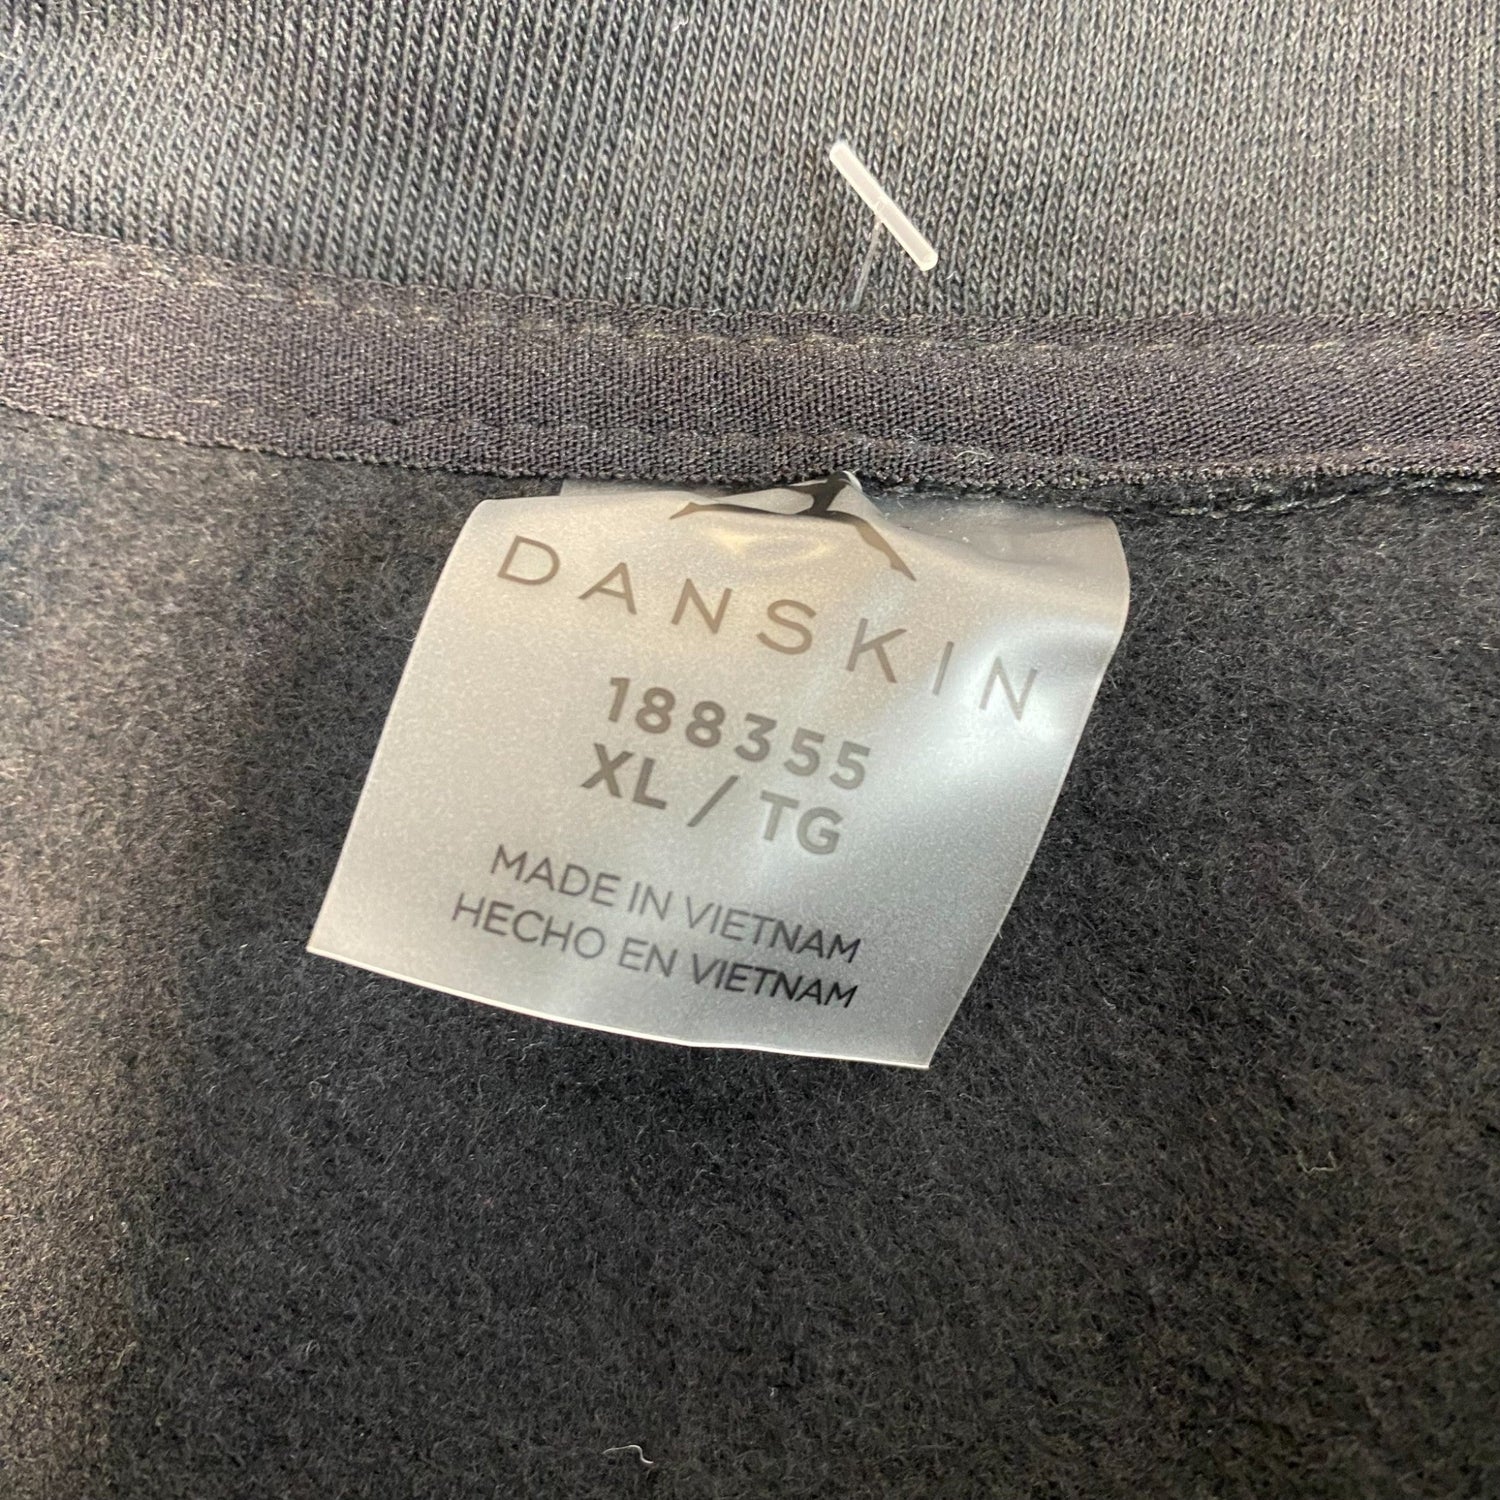 DANSKIN
188355
XL / TG
MADE IN VIETNAM
HECHO EN VIETNAM